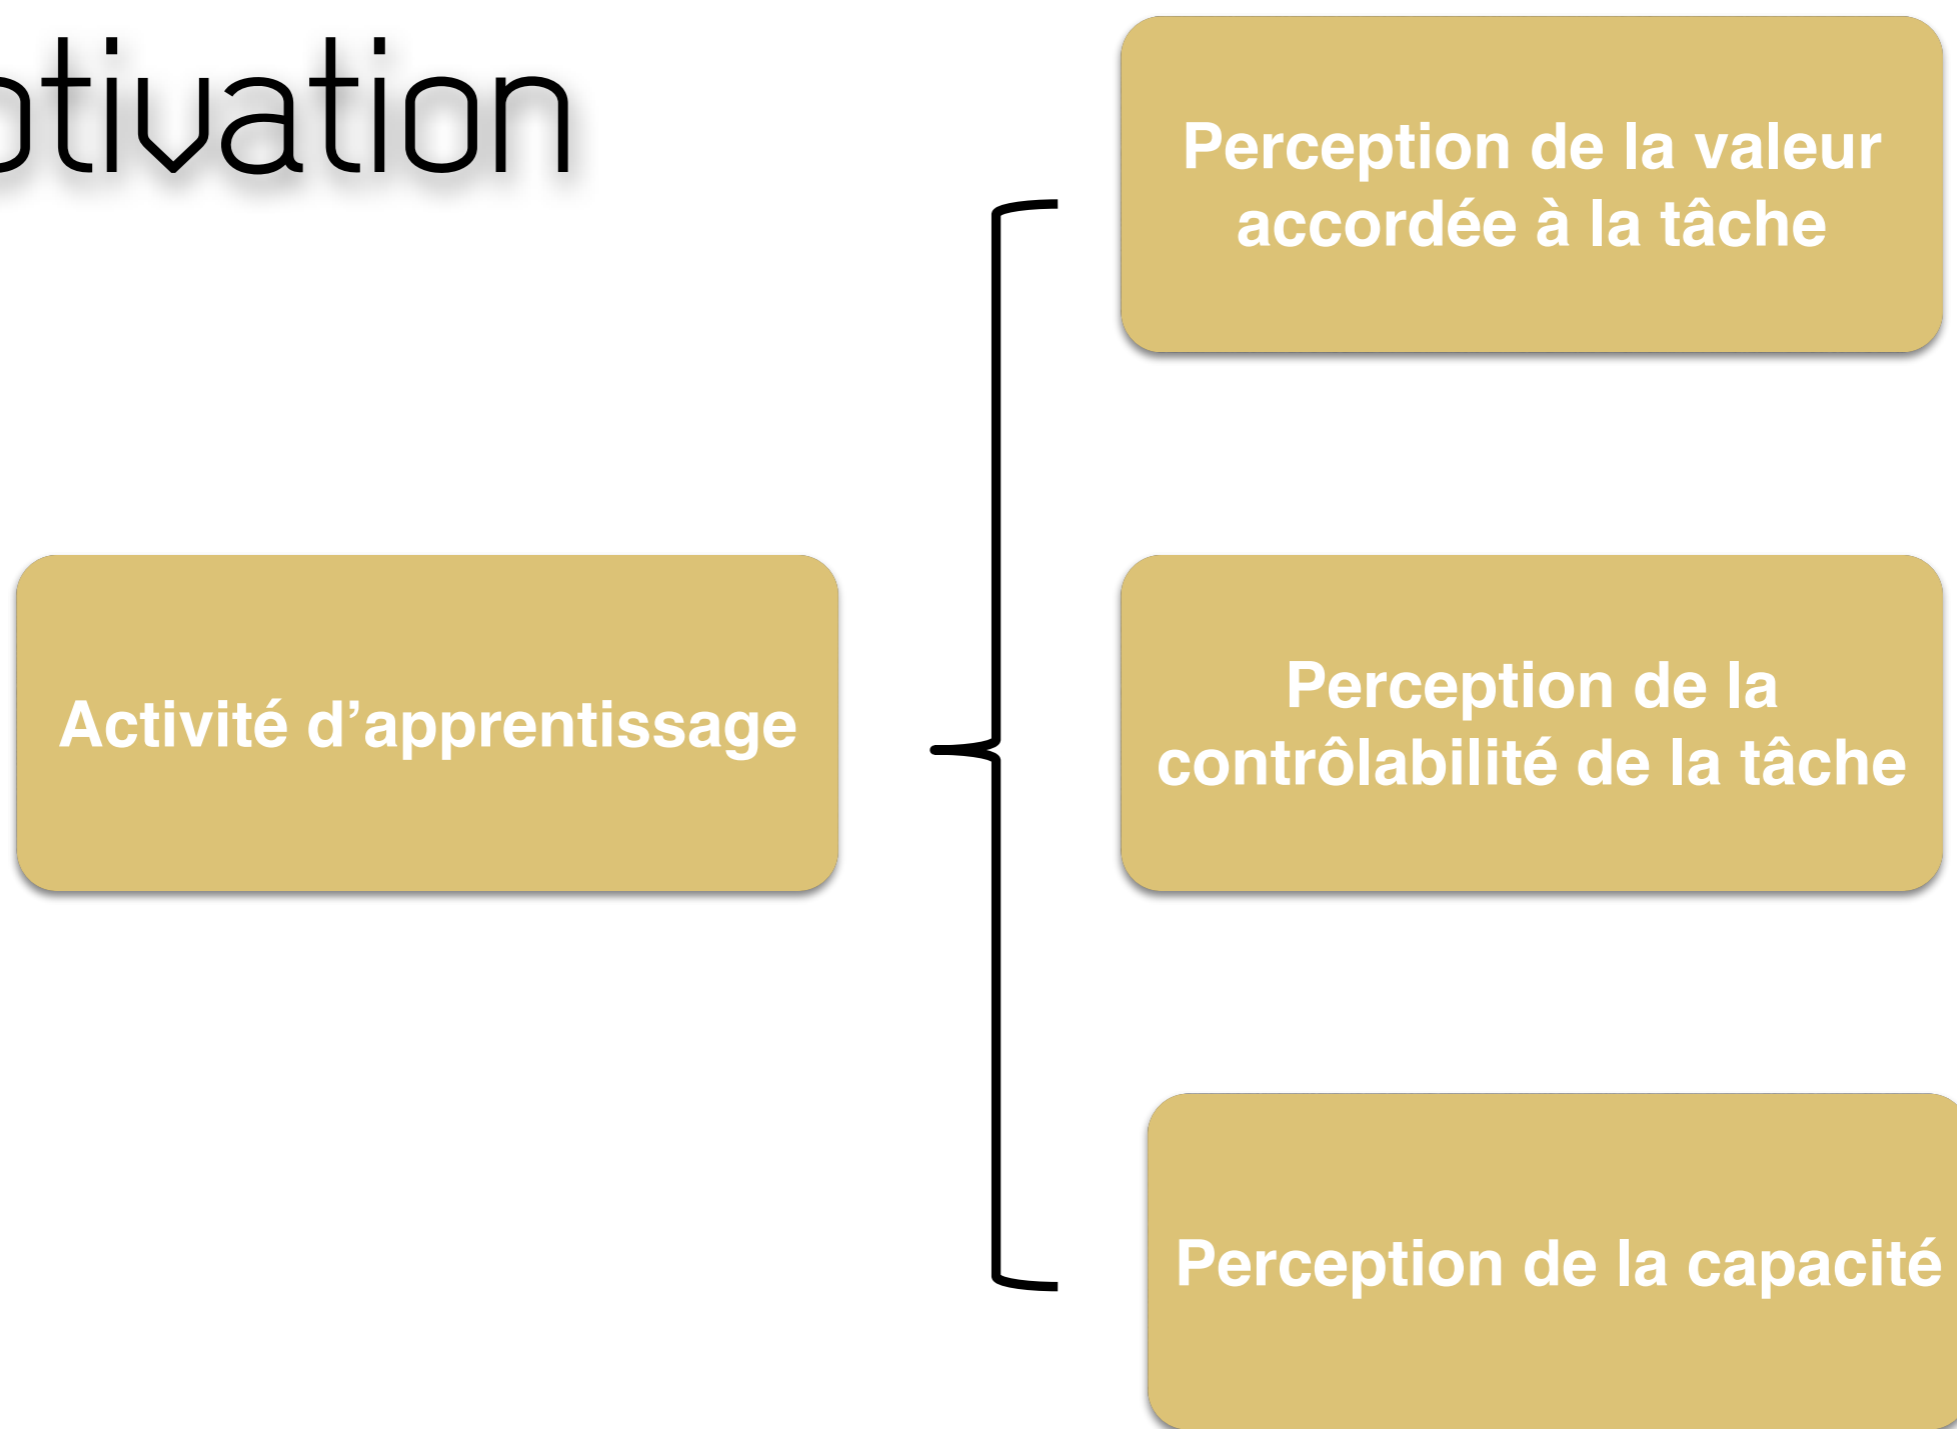 otivation
Perception de la valeur
accordée à la tâche
Activité d’apprentissage
Perception de la
contrôlabilité de la tâche
Perception de la capacité